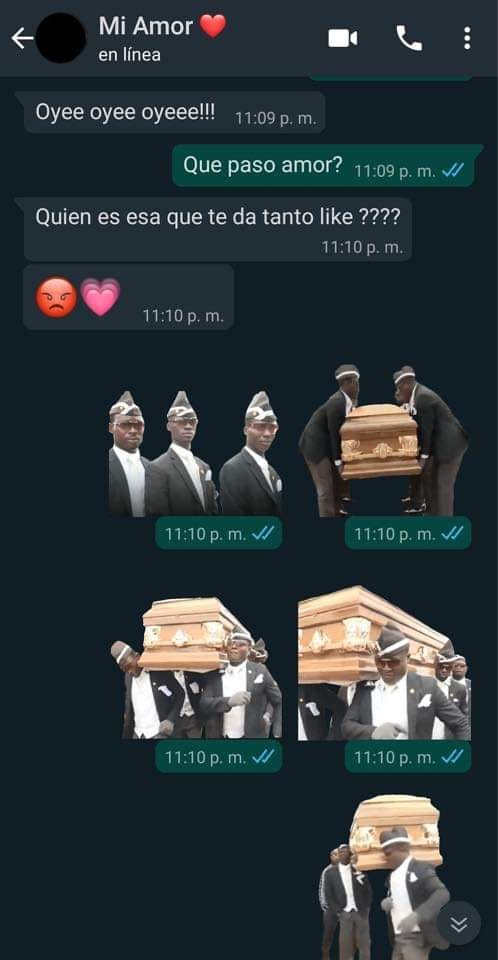 Mi Amor ❤️
en línea
Oyee oyee oyeee!!! 11:09 p. m.
Que paso amor? 11:09 p. m.
Quien es esa que te da tanto like ????
11:10 p. m.
😡💗 11:10 p. m.
11:10 p. m. 11:10 p. m.
11:10 p. m. 11:10 p. m.